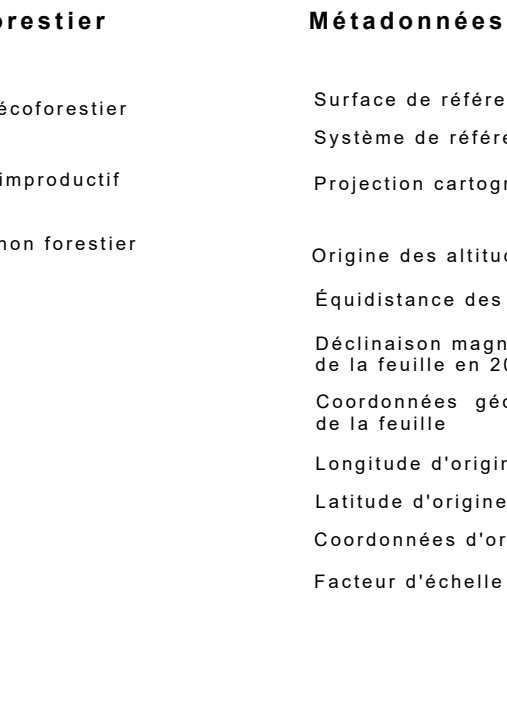 orestier
écoforestier
improductif
non forestier
Métadonnées
Surface de référe
Système de référe
Projection cartogr
Origine des altitud
Équidistance des
Déclinaison magn
de la feuille en 20
Coordonnées géo
de la feuille
Longitude d'origin
Latitude d'origine
Coordonnées d'or
Facteur d'échelle